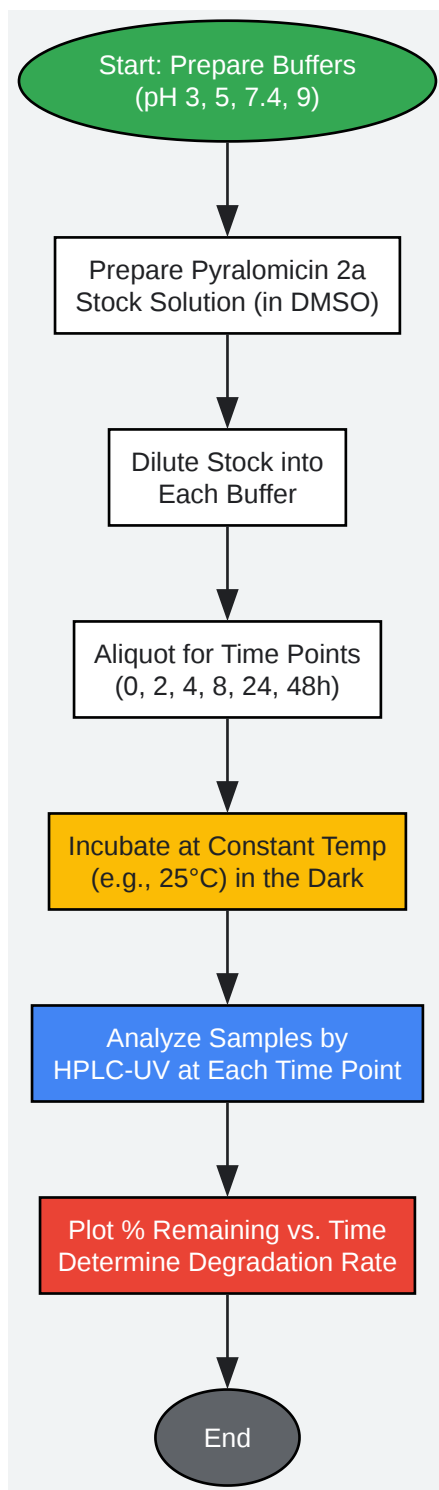 Start: Prepare Buffers
(pH 3, 5, 7.4, 9)
Prepare Pyralomicin 2a
Stock Solution (in DMSO)
Dilute Stock into
Each Buffer
Aliquot for Time Points
(0, 2, 4, 8, 24, 48h)
Incubate at Constant Temp
(e.g., 25°C) in the Dark
Analyze Samples by
HPLC-UV at Each Time Point
Plot % Remaining vs. Time
Determine Degradation Rate
End